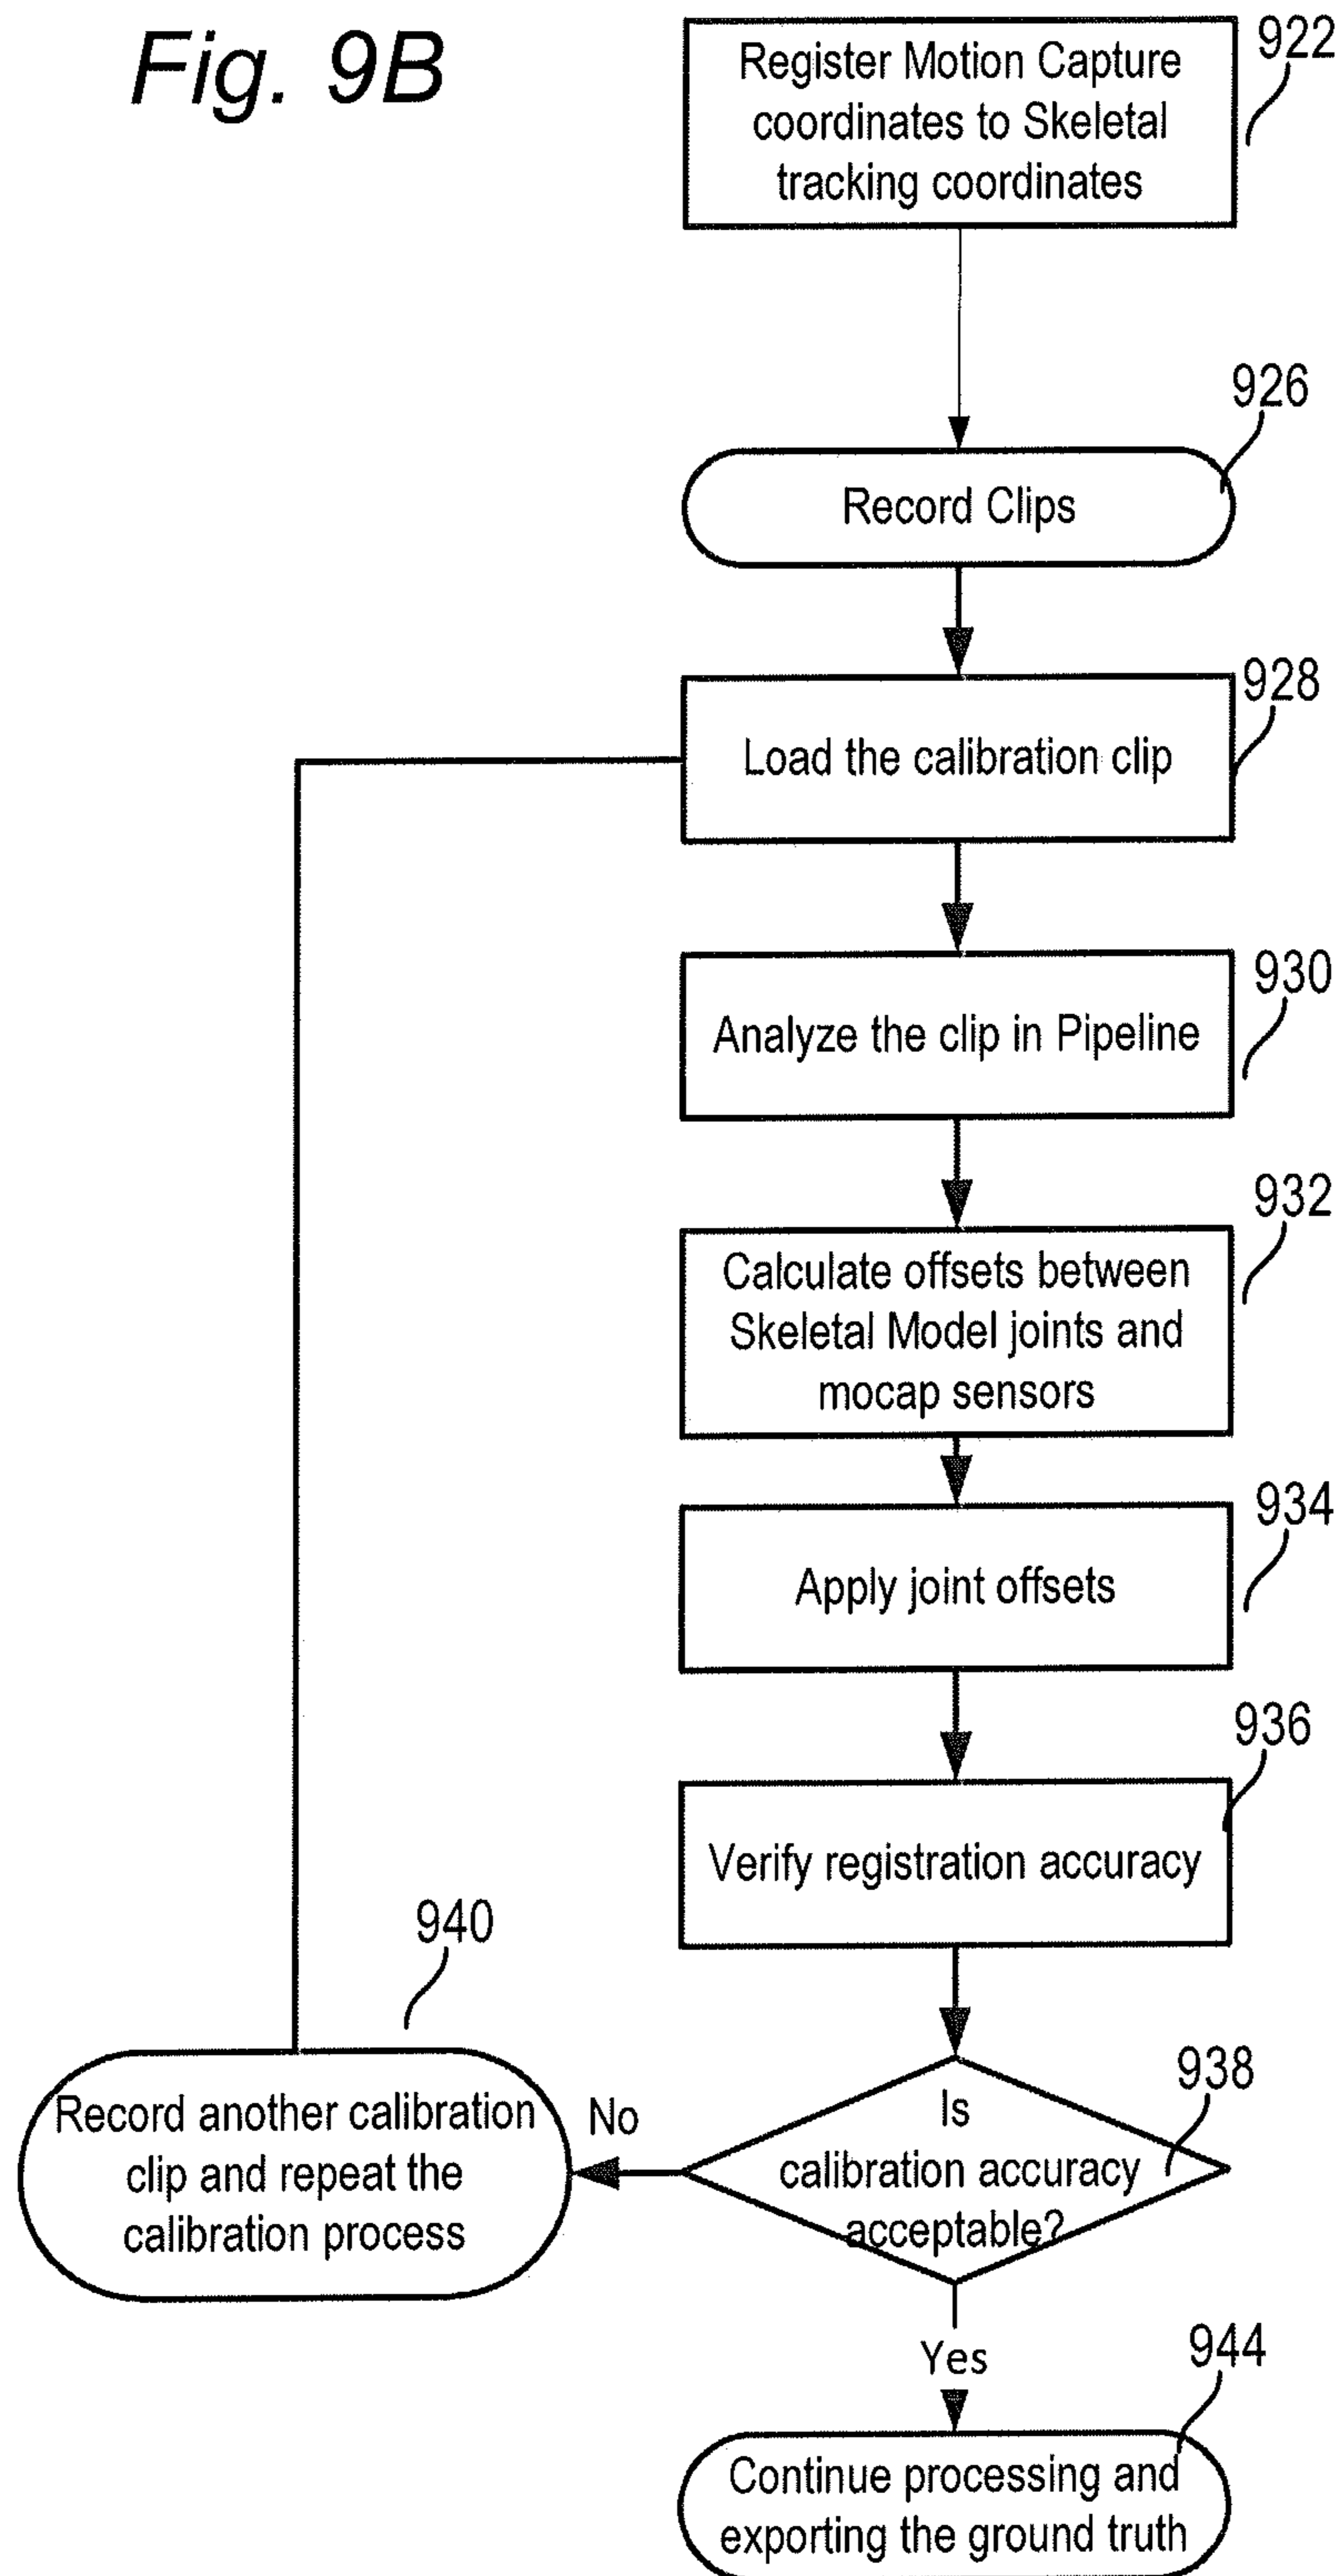 Fig. 9B
Register Motion Capture
coordinates to Skeletal
tracking coordinates
922
926
Record Clips
928
Load the calibration clip
930
Analyze the clip in Pipeline
932
Calculate offsets between
Skeletal Model joints and
mocap sensors
934
Apply joint offsets
936
Verify registration accuracy
938
Is
calibration accuracy
acceptable?
No
940
Record another calibration
clip and repeat the
calibration process
Yes
944
Continue processing and
exporting the ground truth